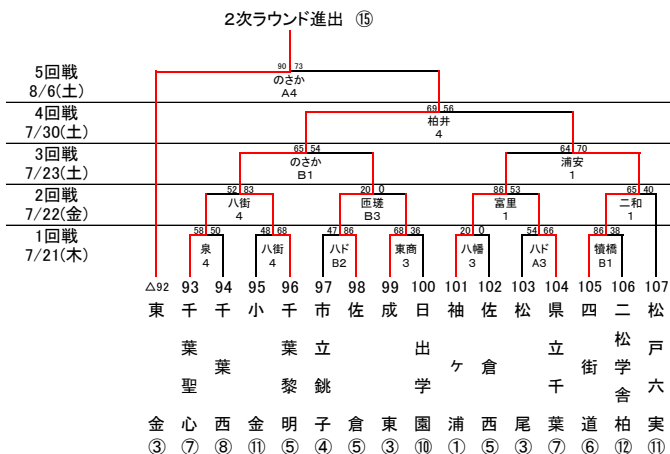 2次ラウンド進出 ⑮
5回戦
8/6(土)
90 73
のさか
A4
4回戦
7/30(土)
69 56
柏井
4
3回戦
7/23(土)
65 54
のさか
B1
64 70
浦安
1
2回戦
7/22(金)
52 83
八街
4
20 0
匝瑳
B3
86 53
富里
1
65 40
二和
1
1回戦
7/21(木)
58 50
泉
4
48 68
八街
4
47 86
ハド
B2
68 36
東商
3
20 0
八幡
3
54 66
ハド
A3
86 38
犢橋
B1
△92 93 94 95 96 97 98 99 100 101 102 103 104 105 106 107
東金③
千葉聖心⑦
千葉西⑧
小金⑪
千葉黎明⑤
市立銚子④
佐倉⑤
成東③
日出学園⑩
袖ヶ浦①
佐倉西⑤
松尾③
県立千葉⑦
四街道⑥
二松学舎柏⑫
松戸六実⑪